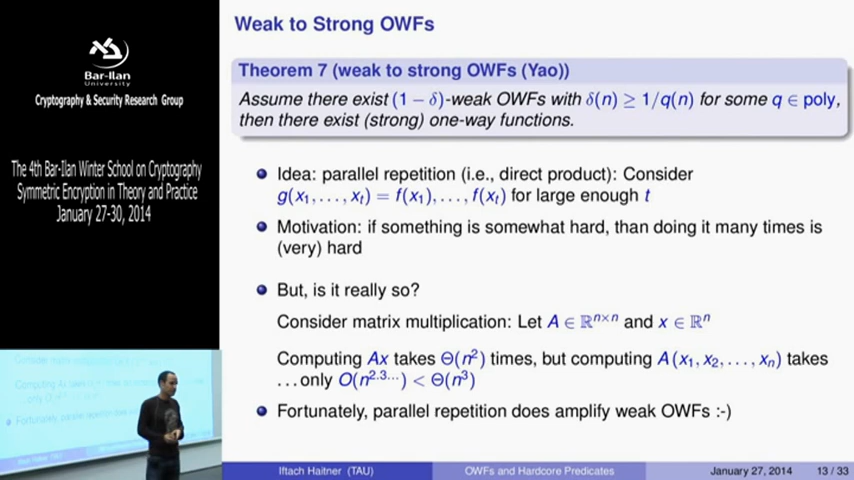 Bar-Ilan
University
Cryptography & Security Research Group
The 4th Bar-Ilan Winter School on Cryptography
Symmetric Encryption in Theory and Practice
January 27-30, 2014
Weak to Strong OWFs
Theorem 7 (weak to strong OWFs (Yao))
Assume there exist (1 − δ)-weak OWFs with δ(n) ≥ 1/q(n) for some q ∈ poly,
then there exist (strong) one-way functions.
Idea: parallel repetition (i.e., direct product): Consider
g(x₁, . . . , xₜ) = f(x₁), . . . , f(xₜ) for large enough t
Motivation: if something is somewhat hard, than doing it many times is
(very) hard
But, is it really so?
Consider matrix multiplication: Let A ∈ ℝⁿˣⁿ and x ∈ ℝⁿ
Computing Ax takes Θ(n²) times, but computing A(x₁, x₂, . . . , xₙ) takes
. . . only O(n^2.3...) < Θ(n³)
Fortunately, parallel repetition does amplify weak OWFs :-)
Iftach Haitner (TAU) OWFs and Hardcore Predicates January 27, 2014 13 / 33